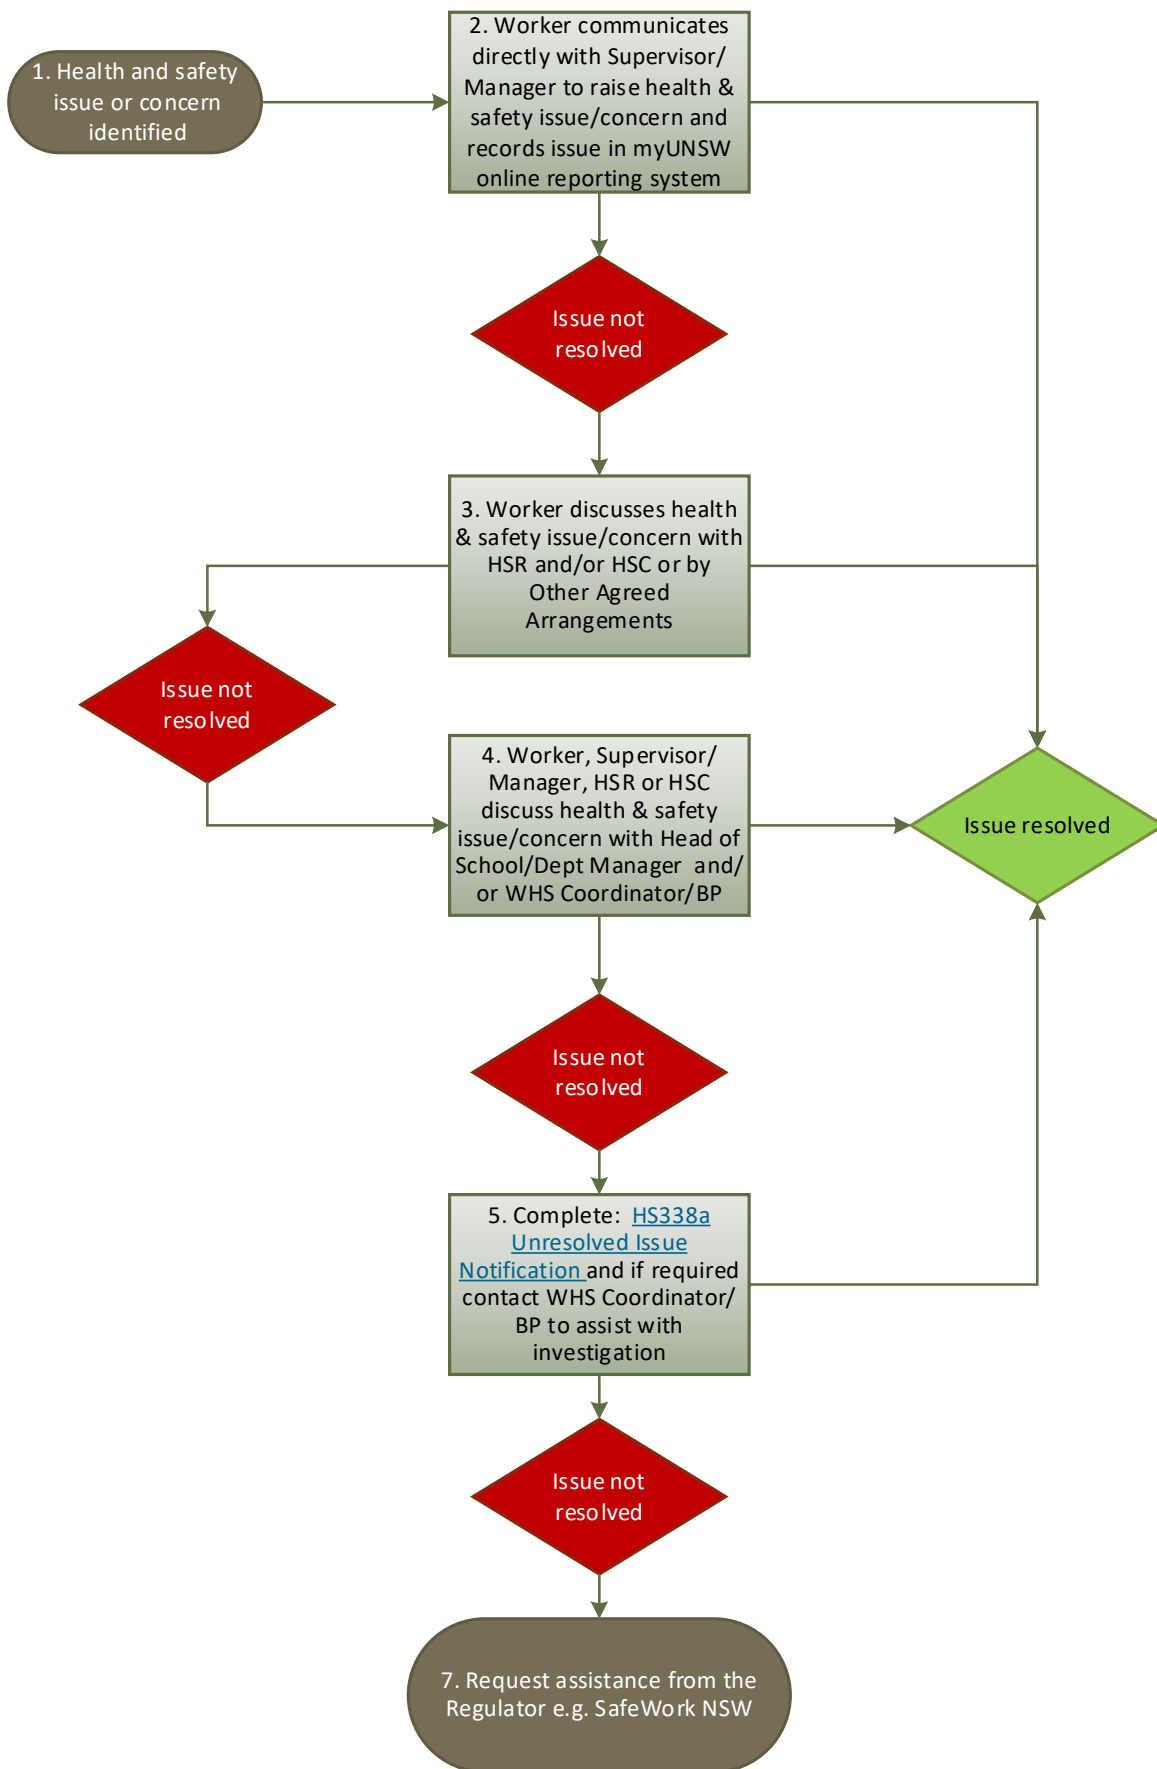 1. Health and safety
issue or concern
identified
2. Worker communicates
directly with Supervisor/
Manager to raise health &
safety issue/concern and
records issue in myUNSW
online reporting system
Issue not
resolved
3. Worker discusses health
& safety issue/concern with
HSR and/or HSC or by
Other Agreed
Arrangements
Issue not
resolved
4. Worker, Supervisor/
Manager, HSR or HSC
discuss health & safety
issue/concern with Head of
School/Dept Manager and/
or WHS Coordinator/BP
Issue resolved
Issue not
resolved
5. Complete: HS338a
Unresolved Issue
Notification and if required
contact WHS Coordinator/
BP to assist with
investigation
Issue not
resolved
7. Request assistance from the
Regulator e.g. SafeWork NSW